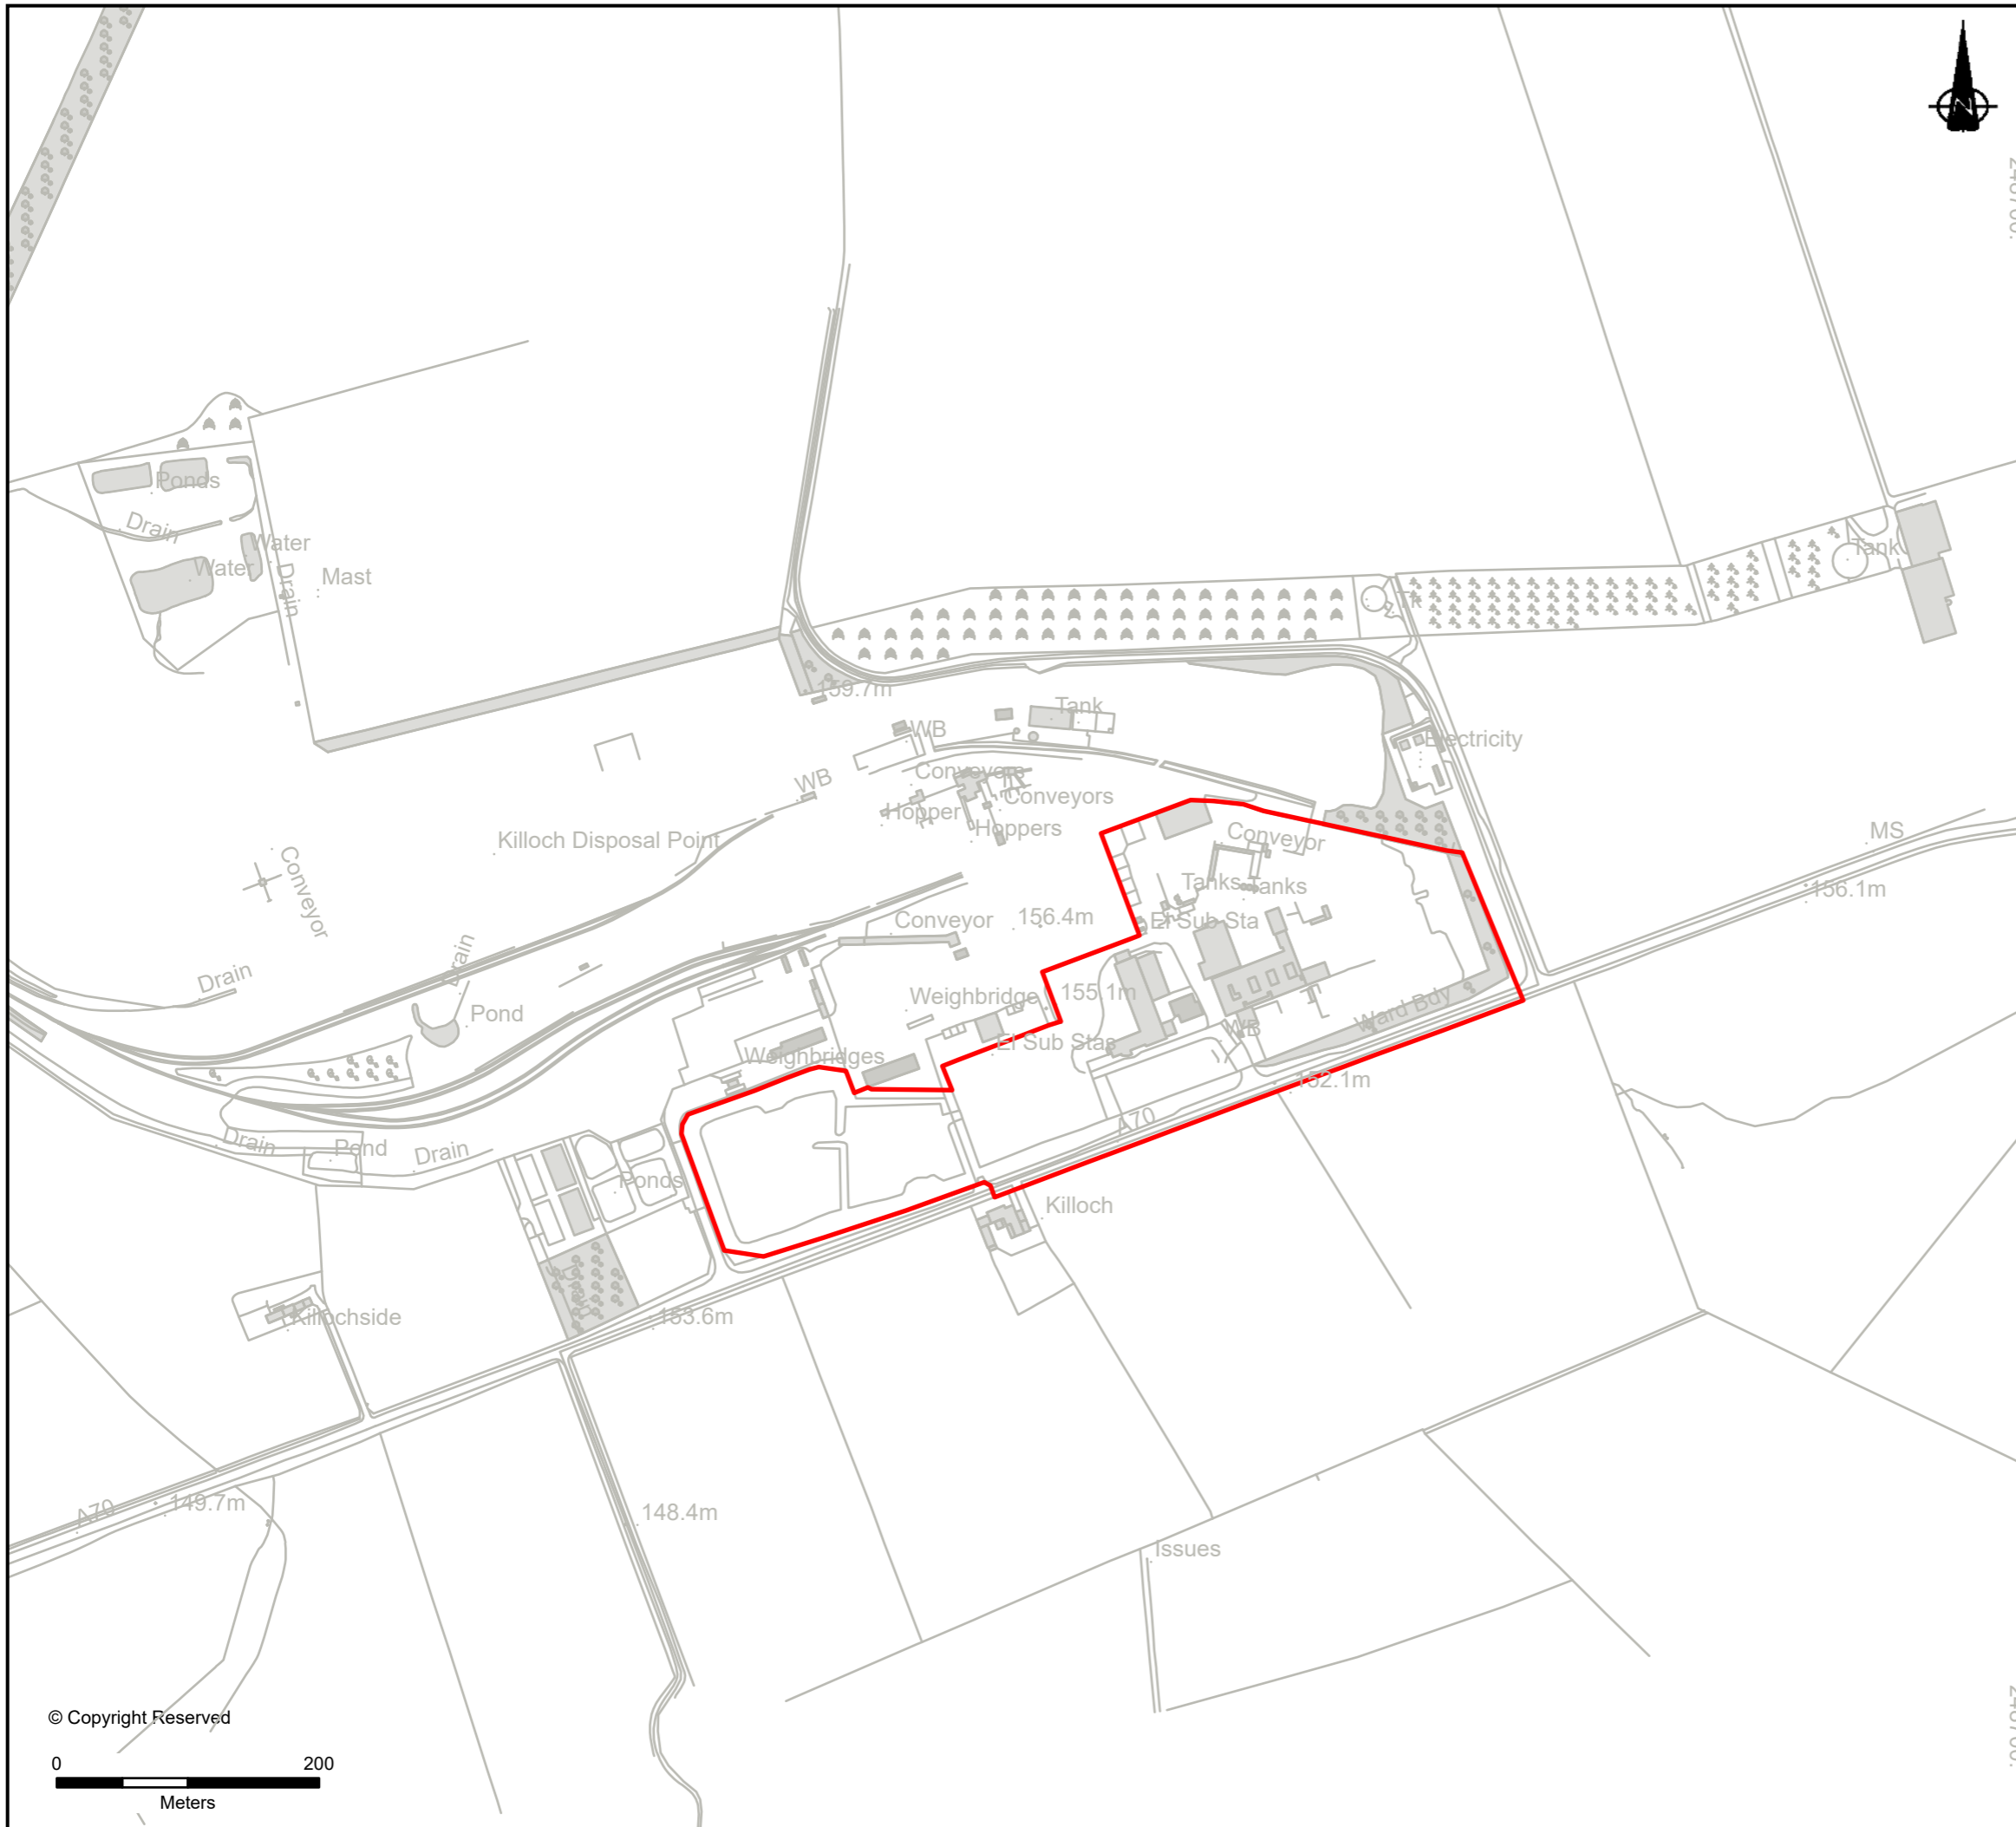 N
Ponds
Drain
Water
Water
Drain
Mast
Tank
Tk
159.7m
Tank
WB
Electricity
Conveyors
WB
Conveyors
Hopper
Hoppers
Killoch Disposal Point
Conveyor
MS
Conveyor
Tanks
Tanks
156.1m
Conveyor
156.4m
El Sub Sta
Drain
Drain
Weighbridge
155.1m
Pond
Ward Bdy
WB
El Sub Stas
Weighbridges
152.1m
A70
Drain
Pond
Drain
Ponds
Killoch
Killochside
153.6m
A70
149.7m
148.4m
Issues
© Copyright Reserved
0 200
Meters